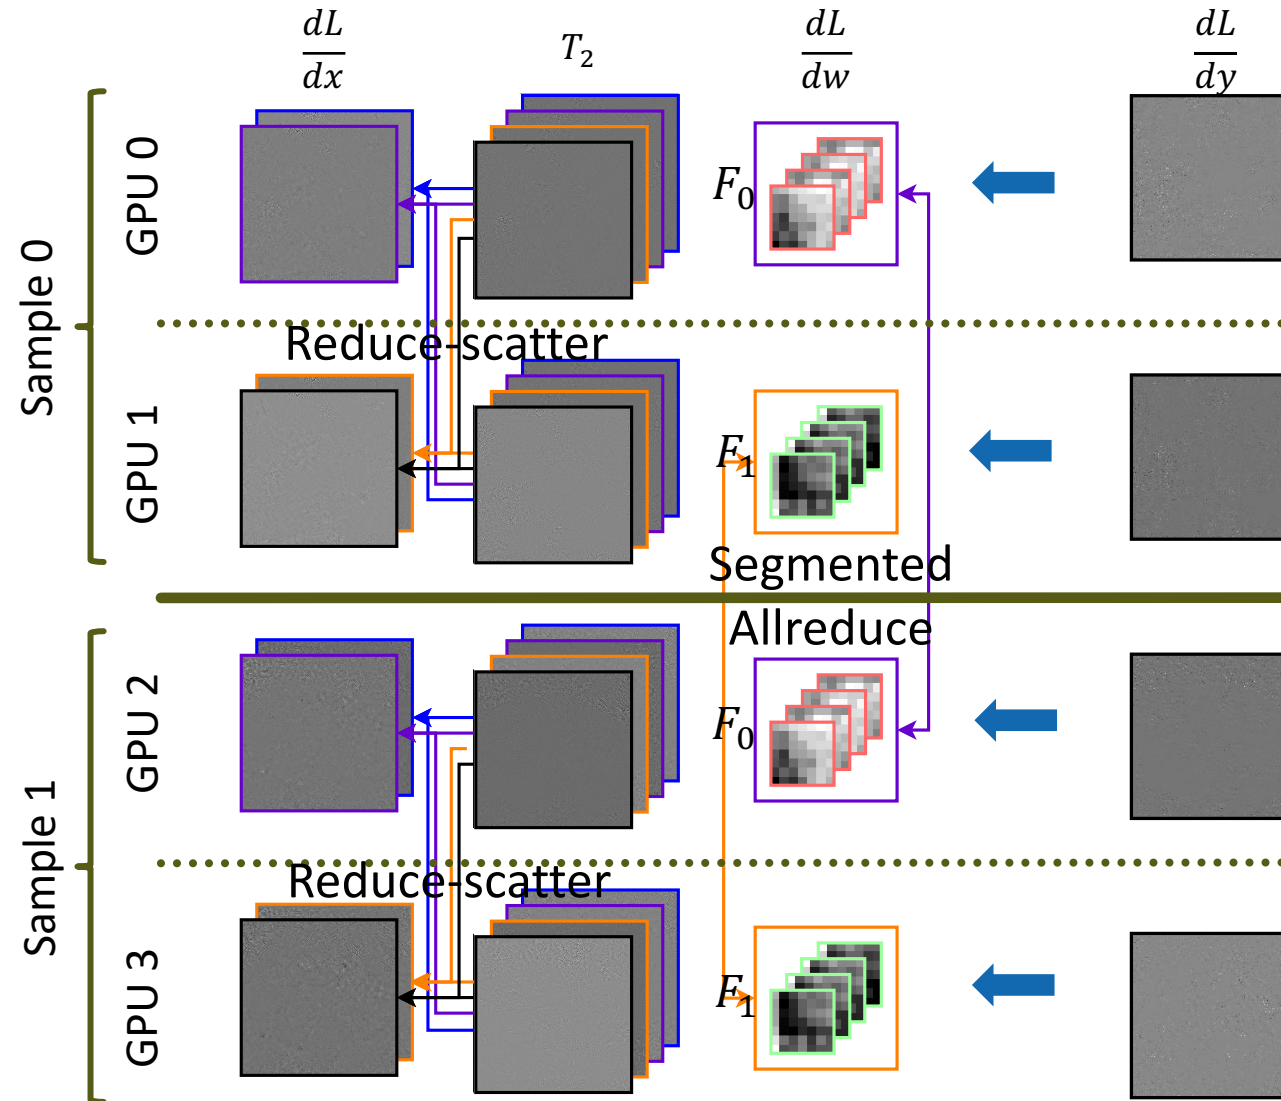 dL/dx
T₂
dL/dw
dL/dy
Sample 0
GPU 0
F₀
Reduce-scatter
GPU 1
F₁
Segmented
Allreduce
Sample 1
GPU 2
F₀
Reduce-scatter
GPU 3
F₁